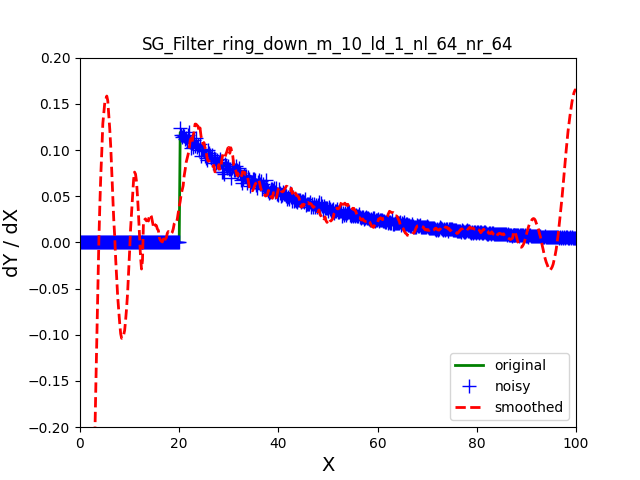 SG_Filter_ring_down_m_10_ld_1_nl_64_nr_64
0.20
0.15
0.10
0.05
0.00
−0.05
−0.10
−0.15
−0.20
dY / dX
0 20 40 60 80 100
X
original
noisy
smoothed